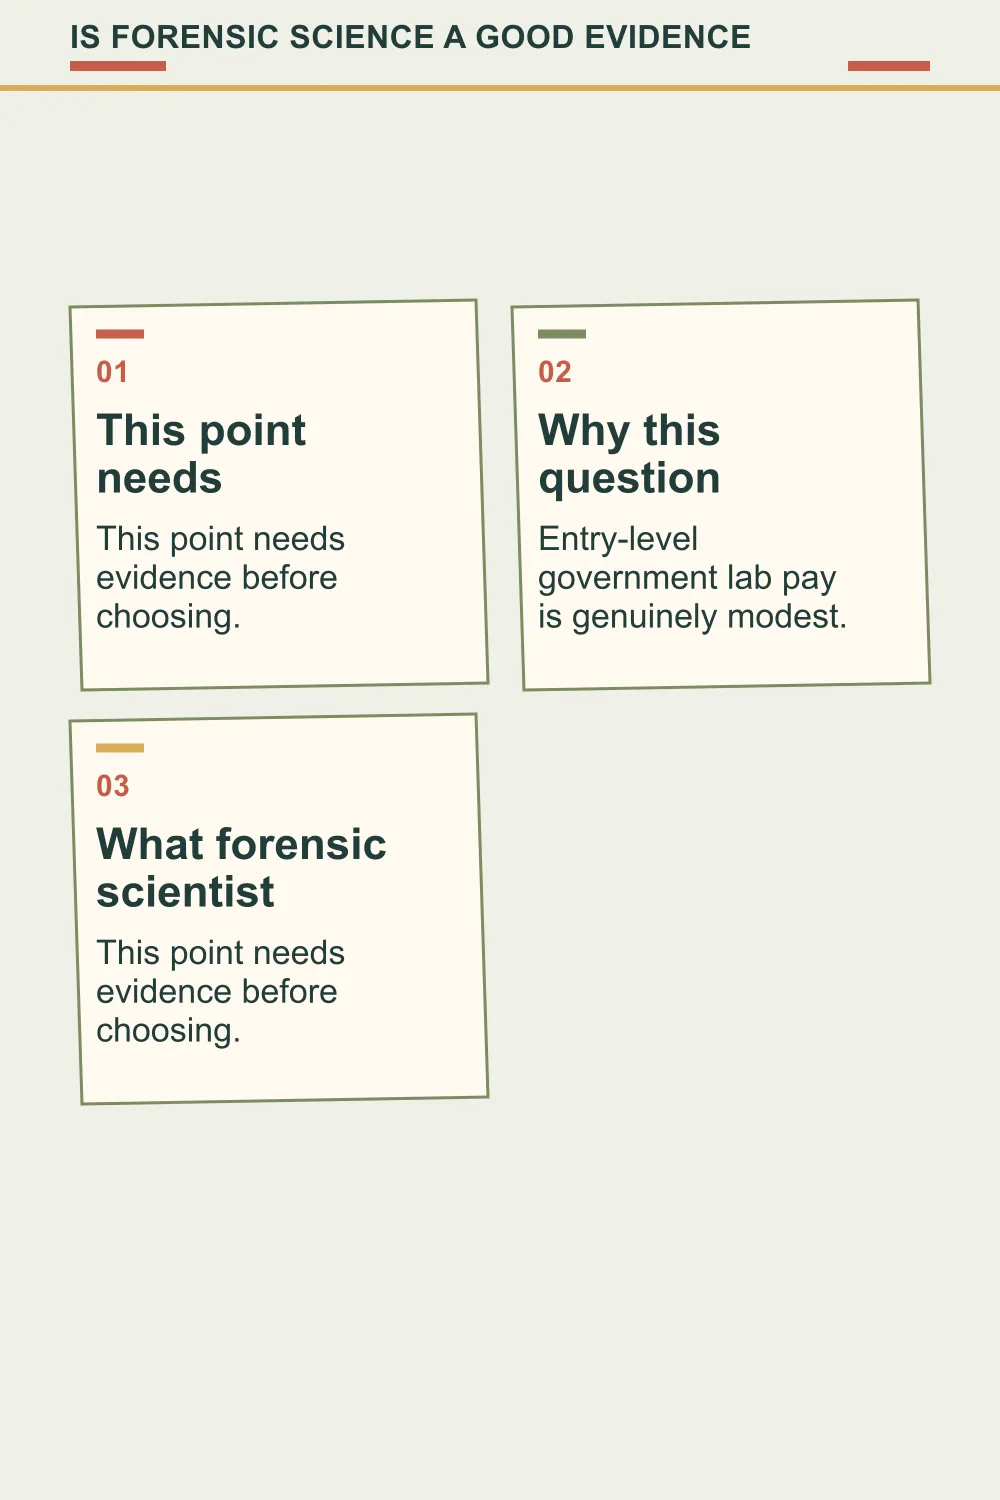 IS FORENSIC SCIENCE A GOOD EVIDENCE
01
This point
needs
This point needs
evidence before
choosing.
02
Why this
question
Entry-level
government lab pay
is genuinely modest.
03
What forensic
scientist
This point needs
evidence before
choosing.